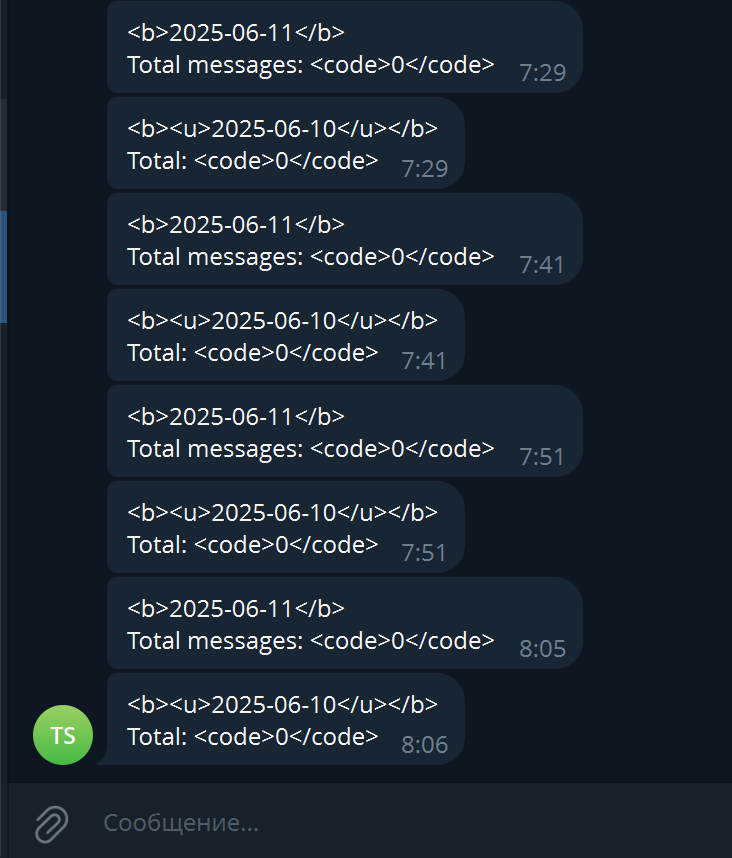 <b>2025-06-11</b>
Total messages: <code>0</code> 7:29
<b><u>2025-06-10</u></b>
Total: <code>0</code> 7:29
<b>2025-06-11</b>
Total messages: <code>0</code> 7:41
<b><u>2025-06-10</u></b>
Total: <code>0</code> 7:41
<b>2025-06-11</b>
Total messages: <code>0</code> 7:51
<b><u>2025-06-10</u></b>
Total: <code>0</code> 7:51
<b>2025-06-11</b>
Total messages: <code>0</code> 8:05
<b><u>2025-06-10</u></b>
Total: <code>0</code> 8:06
TS
Сообщение...